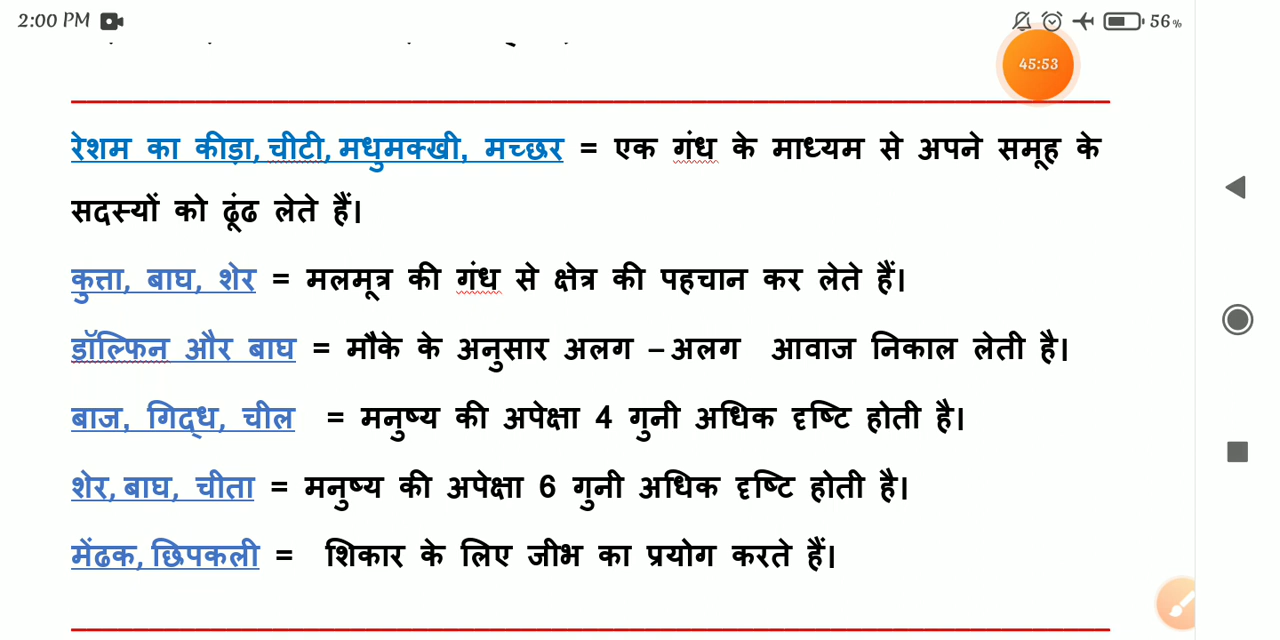 2:00 PM
56%
45:53
रेशम का कीड़ा, चीटी, मधुमक्खी, मच्छर = एक गंध के माध्यम से अपने समूह के
सदस्यों को ढूंढ लेते हैं।
कुत्ता, बाघ, शेर = मलमूत्र की गंध से क्षेत्र की पहचान कर लेते हैं।
डॉल्फिन और बाघ = मौके के अनुसार अलग – अलग आवाज निकाल लेती है।
बाज, गिद्ध, चील = मनुष्य की अपेक्षा 4 गुनी अधिक दृष्टि होती है।
शेर, बाघ, चीता = मनुष्य की अपेक्षा 6 गुनी अधिक दृष्टि होती है।
मेंढक, छिपकली = शिकार के लिए जीभ का प्रयोग करते हैं।